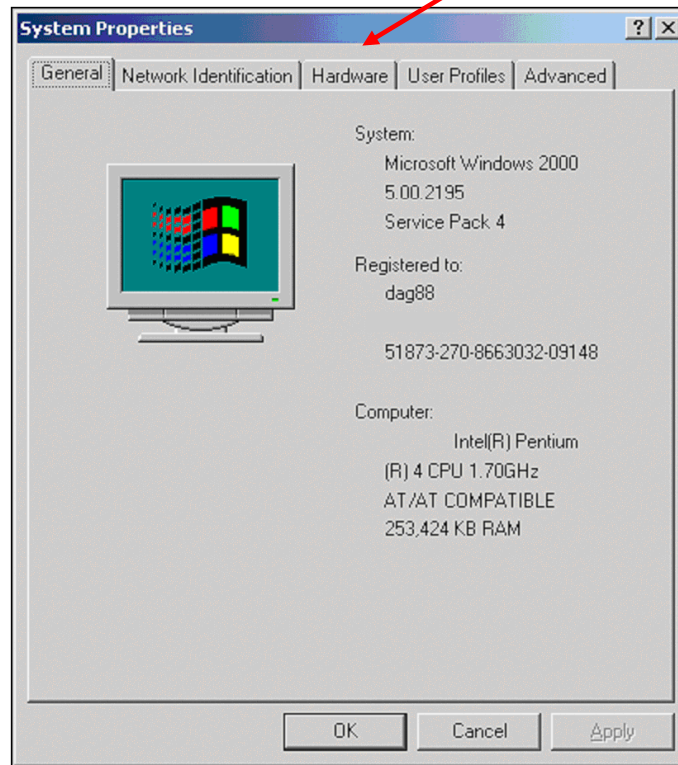 System Properties
? X
General Network Identification Hardware User Profiles Advanced
System:
Microsoft Windows 2000
5.00.2195
Service Pack 4
Registered to:
dag88
51873-270-8663032-09148
Computer:
Intel(R) Pentium
(R) 4 CPU 1.70GHz
AT/AT COMPATIBLE
253,424 KB RAM
OK Cancel Apply